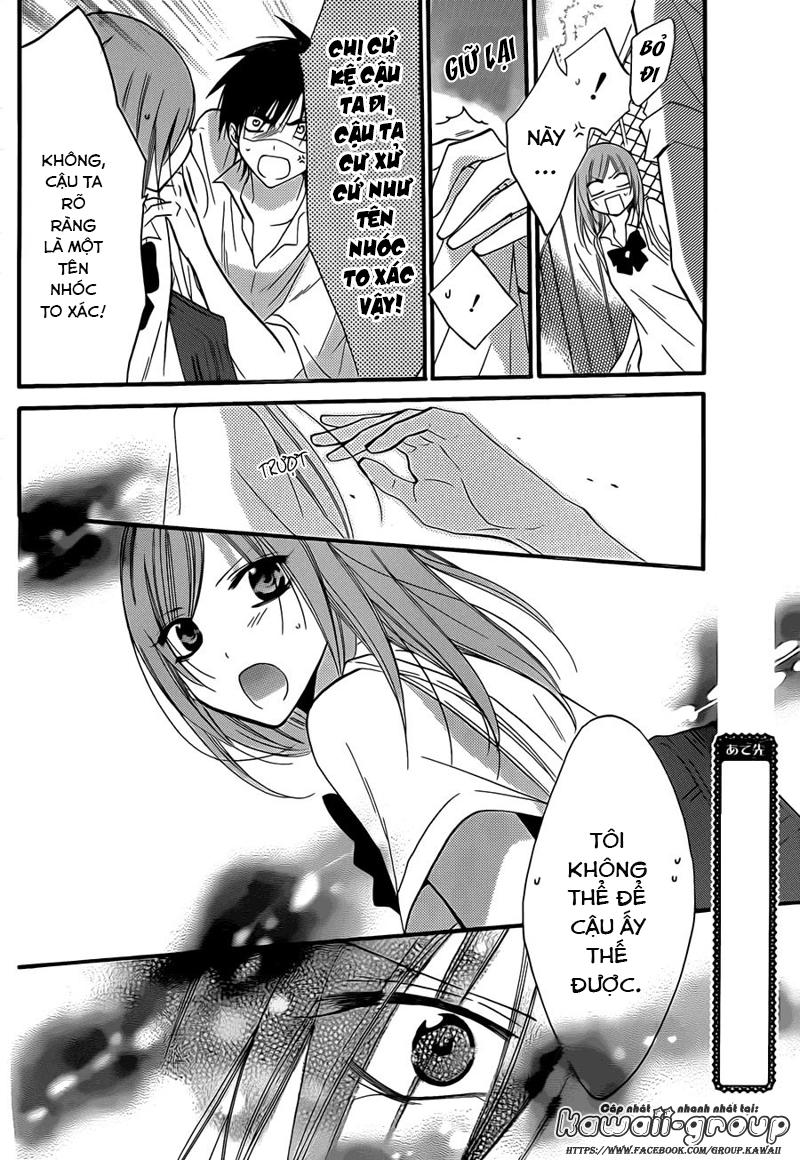 BỎ
ĐI
NÀY
...
!
GIỮ LẠI
!
CHỊ CỨ
KỆ CẬU
TA ĐI,
CẬU TA
CƯ XỬ
CỨ NHƯ
TÊN
NHÓC
TO XÁC
VẬY!
KHÔNG,
CẬU TA
RÕ
RÀNG
LÀ MỘT
TÊN
NHÓC
TO XÁC!
TRƯỢT
TÔI
KHÔNG
THỂ ĐỂ
CẬU ẤY
THẾ
ĐƯỢC.
あて先
Cập nhật nhanh nhất tại:
kawaii-group
HTTPS://WWW.FACEBOOK.COM/GROUP.KAWAII